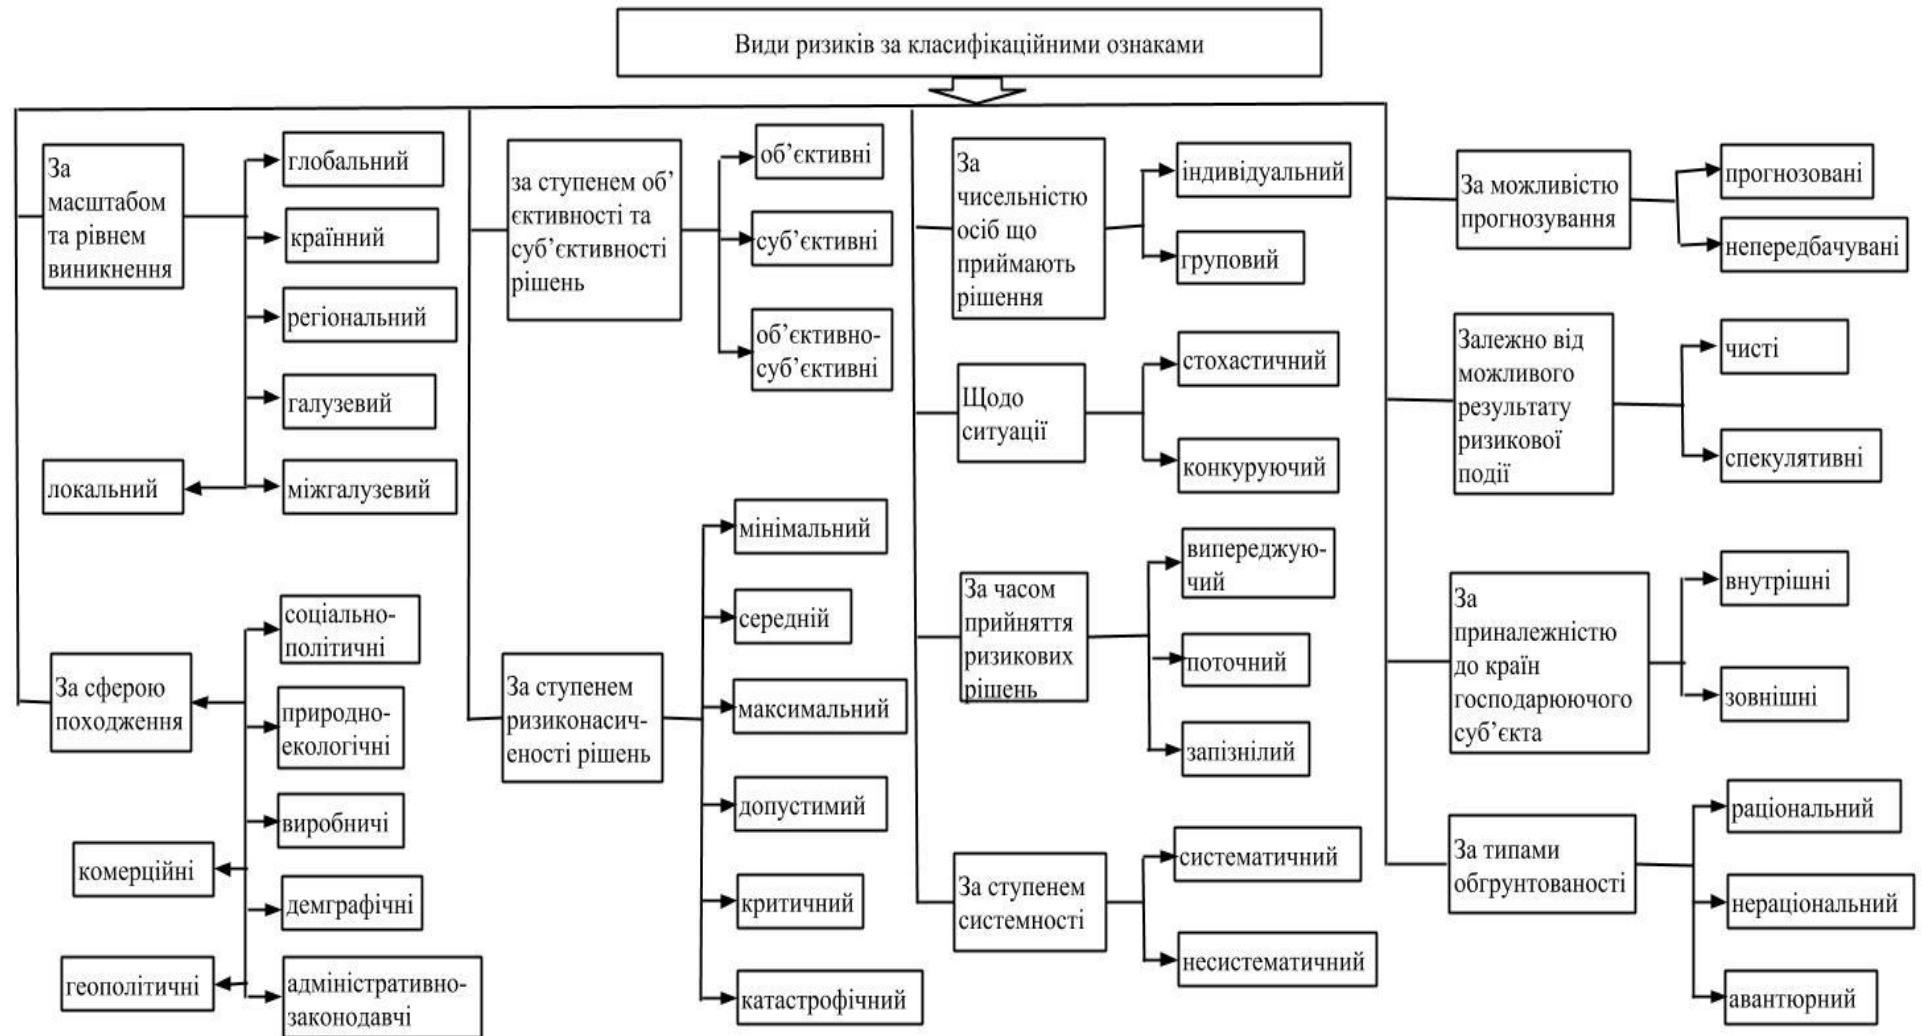 Види ризиків за класифікаційними ознаками
За
масштабом
та рівнем
виникнення
глобальний
країнний
регіональний
галузевий
міжгалузевий
локальний
За сферою
походження
соціально-
політичні
природно-
екологічні
виробничі
комерційні
демграфічні
геополітичні
адміністративно-
законодавчі
за ступенем об’
єктивності та
суб’єктивності
рішень
об’єктивні
суб’єктивні
об’єктивно-
суб’єктивні
За ступенем
ризиконасич-
еності рішень
мінімальний
середній
максимальний
допустимий
критичний
катастрофічний
За
чисельністю
осіб що
приймають
рішення
індивідуальний
груповий
Щодо
ситуації
стохастичний
конкуруючий
За часом
прийняття
ризикових
рішень
випереджую-
чий
поточний
запізнілий
За ступенем
системності
систематичний
несистематичний
За можливістю
прогнозування
прогнозовані
непередбачувані
Залежно від
можливого
результату
ризикової
події
чисті
спекулятивні
За
приналежністю
до країн
господарюючого
суб’єкта
внутрішні
зовнішні
За типами
обгрунтованості
раціональний
нераціональний
авантюрний